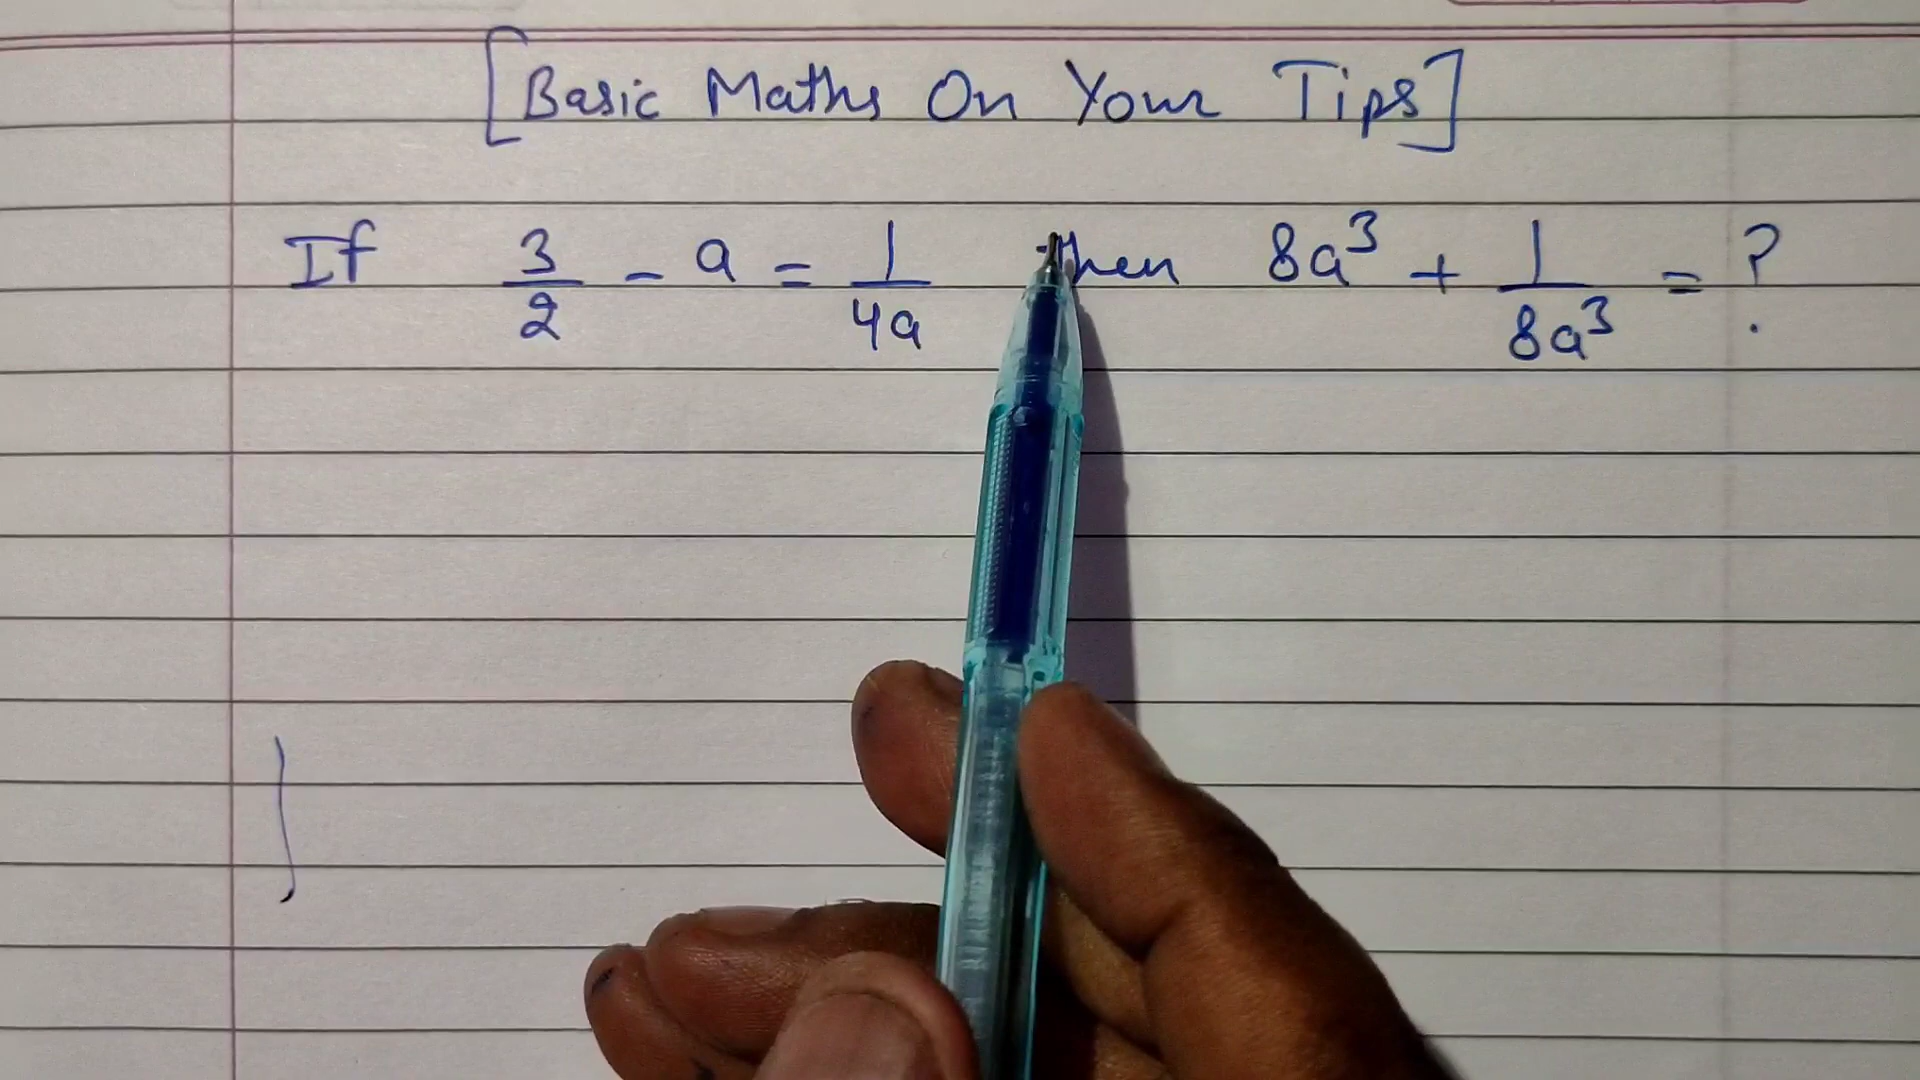 [Basic Maths On Your Tips]
If 3/2 - a = 1/4a then 8a³ + 1/8a³ = ?